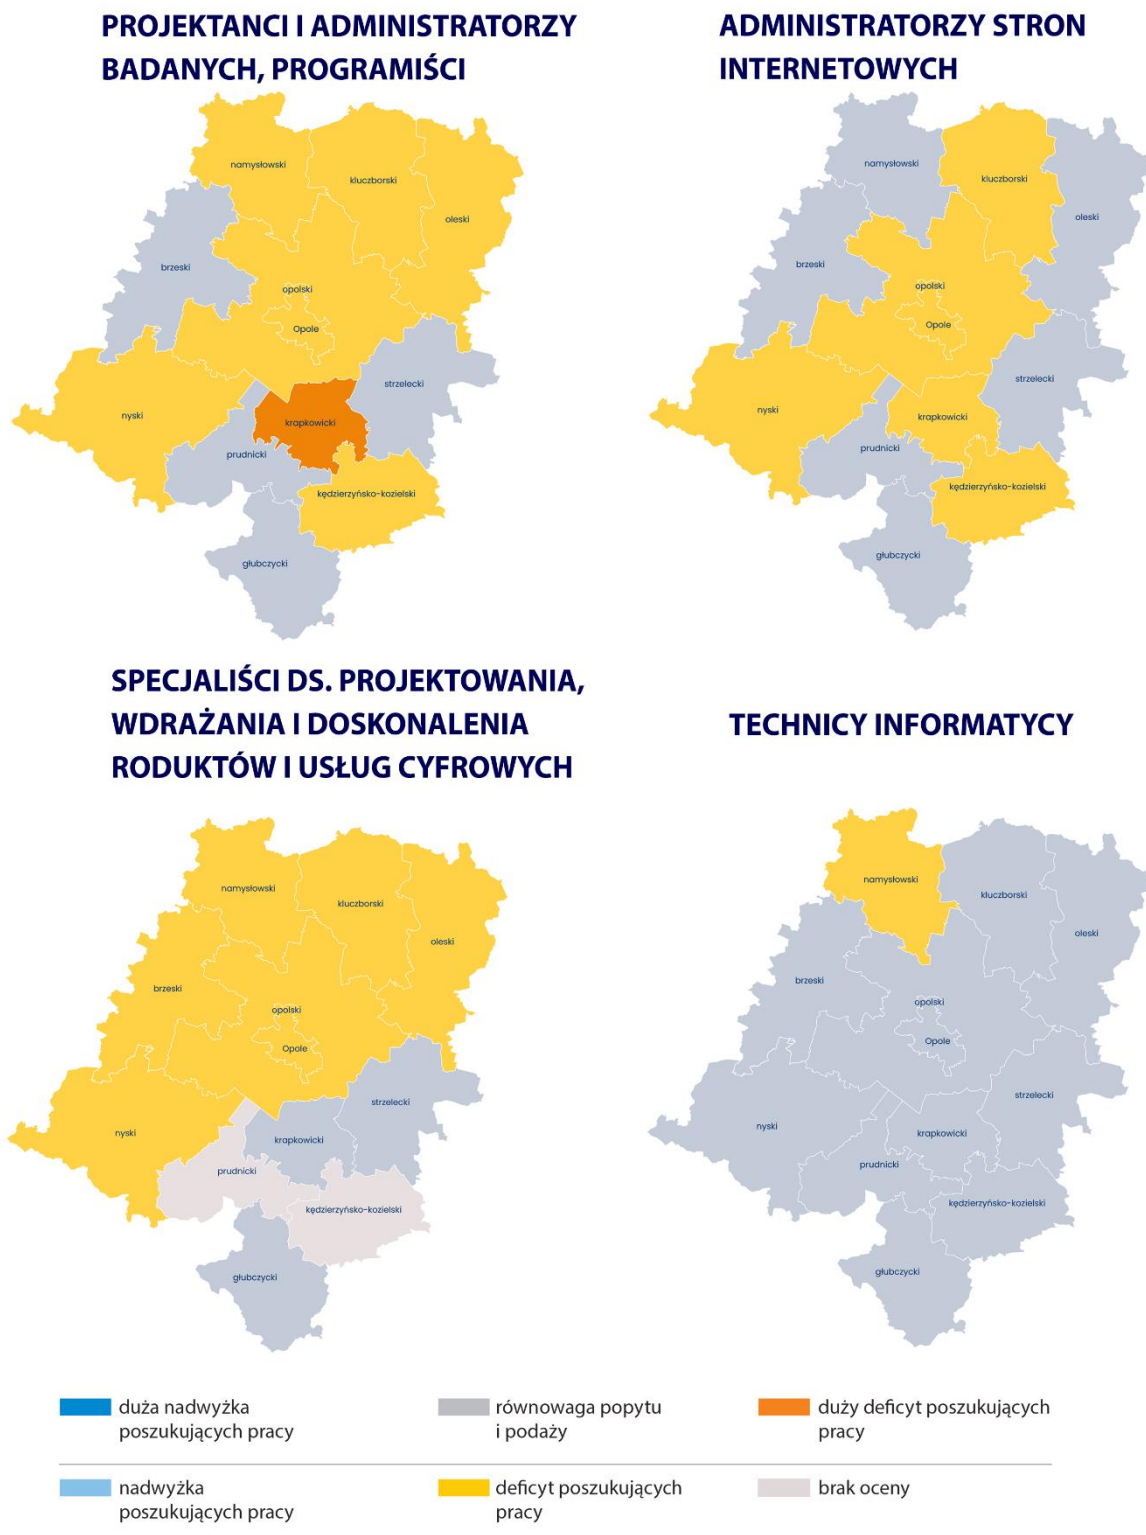 PROJEKTANCI I ADMINISTRATORZY
BADANYCH, PROGRAMIŚCI
namysłowski
kluczborski
oleski
brzeski
opolski
Opole
strzelecki
nyski
krapkowicki
prudnicki
kędzierzyńsko-kozielski
głubczycki
ADMINISTRATORZY STRON
INTERNETOWYCH
namysłowski
kluczborski
oleski
brzeski
opolski
Opole
strzelecki
nyski
krapkowicki
prudnicki
kędzierzyńsko-kozielski
głubczycki
SPECJALIŚCI DS. PROJEKTOWANIA,
WDRAŻANIA I DOSKONALENIA
RODUKTÓW I USŁUG CYFROWYCH
namysłowski
kluczborski
oleski
brzeski
opolski
Opole
strzelecki
nyski
krapkowicki
prudnicki
kędzierzyńsko-kozielski
głubczycki
TECHNICY INFORMATYCY
namysłowski
kluczborski
oleski
brzeski
opolski
Opole
strzelecki
nyski
krapkowicki
prudnicki
kędzierzyńsko-kozielski
głubczycki
duża nadwyżka
poszukujących pracy
równowaga popytu
i podaży
duży deficyt poszukujących
pracy
nadwyżka
poszukujących pracy
deficyt poszukujących
pracy
brak oceny